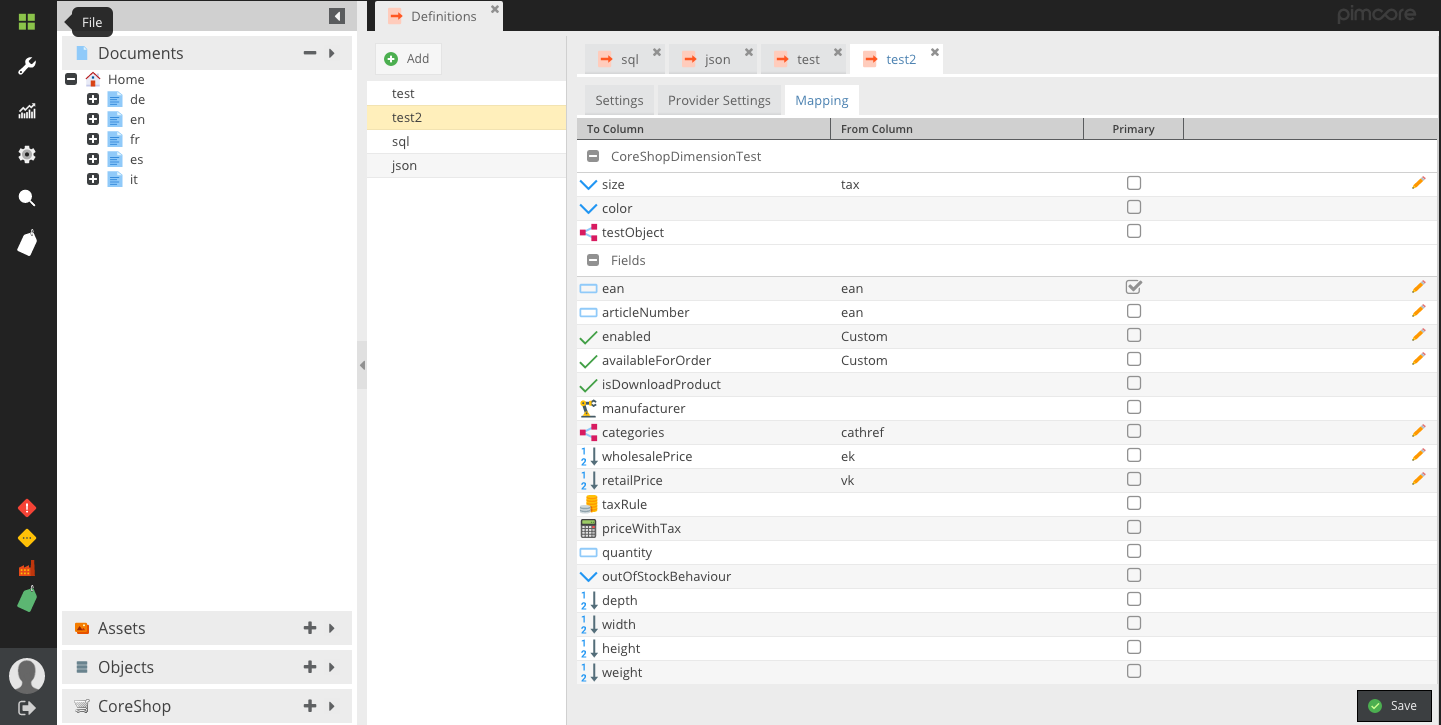 File
Definitions
pimcore
Documents
Home
de
en
fr
es
it
Assets
Objects
CoreShop
Add
test
test2
sql
json
sql
json
test
test2
Settings
Provider Settings
Mapping
To Column
From Column
Primary
CoreShopDimensionTest
size tax
color
testObject
Fields
ean ean
articleNumber ean
enabled Custom
availableForOrder Custom
isDownloadProduct
manufacturer
categories cathref
wholesalePrice ek
retailPrice vk
taxRule
priceWithTax
quantity
outOfStockBehaviour
depth
width
height
weight
Save